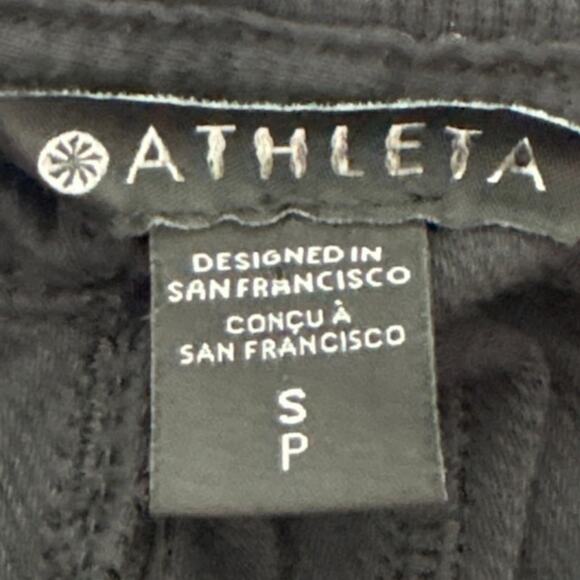 ATHLETA
DESIGNED IN
SAN FRANCISCO
CONÇU À
SAN FRANCISCO
S
P